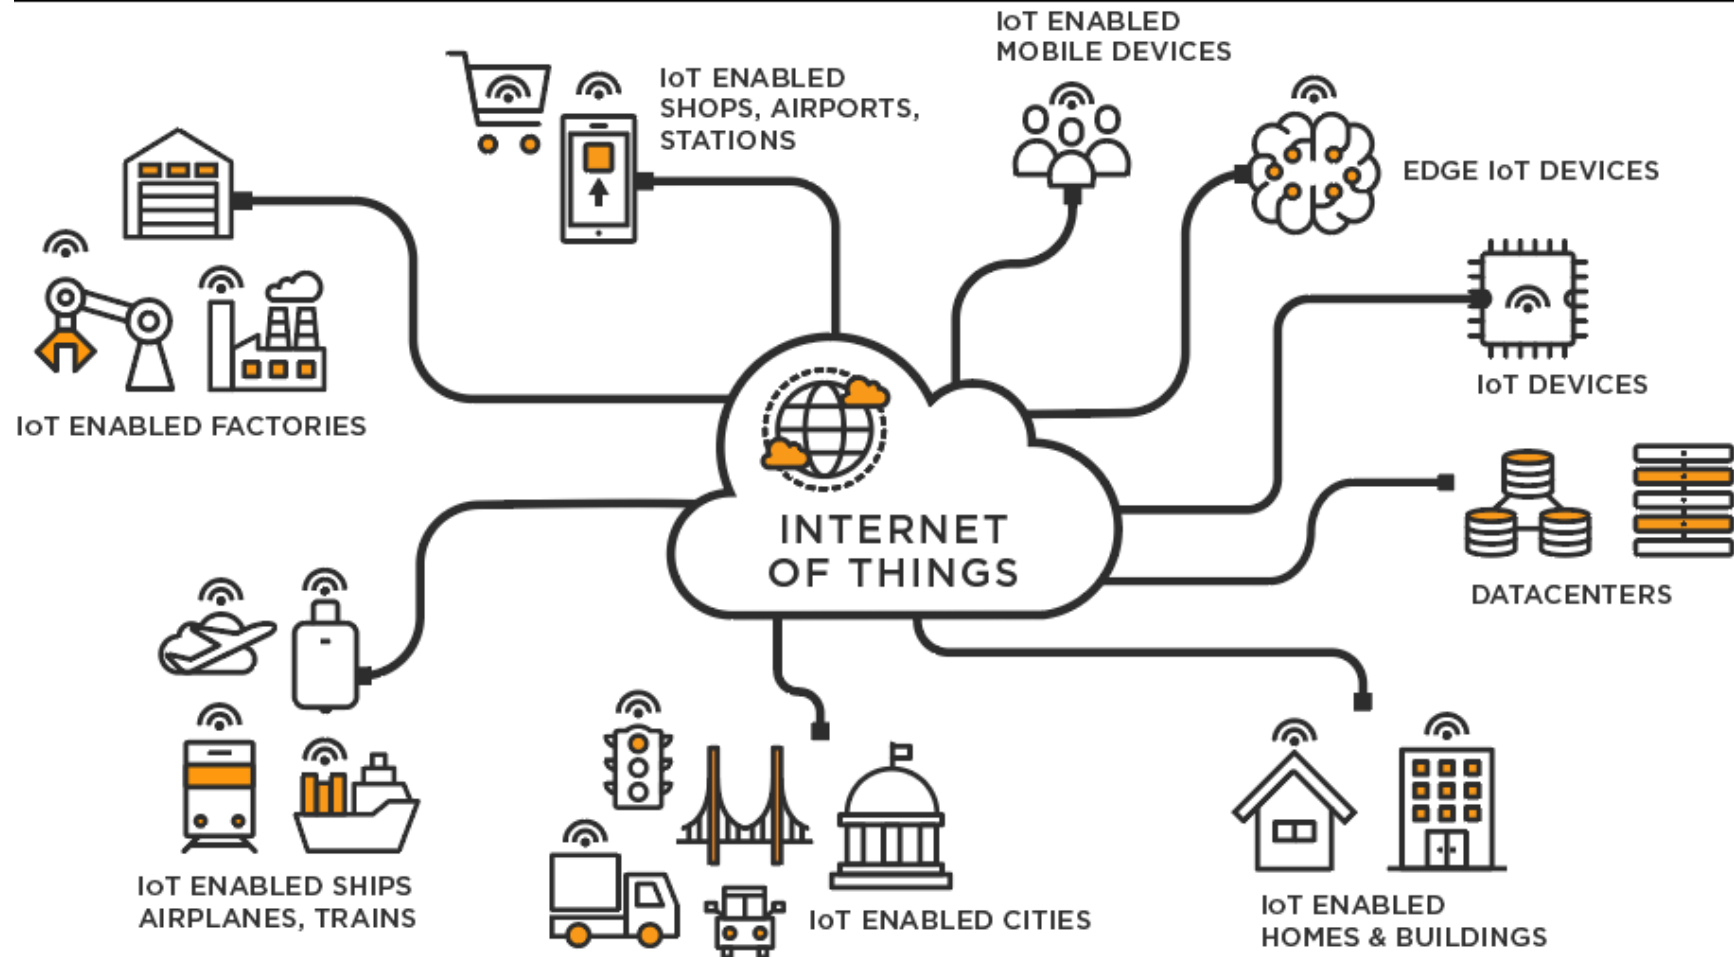 IoT ENABLED
MOBILE DEVICES
IoT ENABLED
SHOPS, AIRPORTS,
STATIONS
EDGE IoT DEVICES
IoT DEVICES
IoT ENABLED FACTORIES
INTERNET
OF THINGS
DATACENTERS
IoT ENABLED SHIPS
AIRPLANES, TRAINS
IoT ENABLED CITIES
IoT ENABLED
HOMES & BUILDINGS